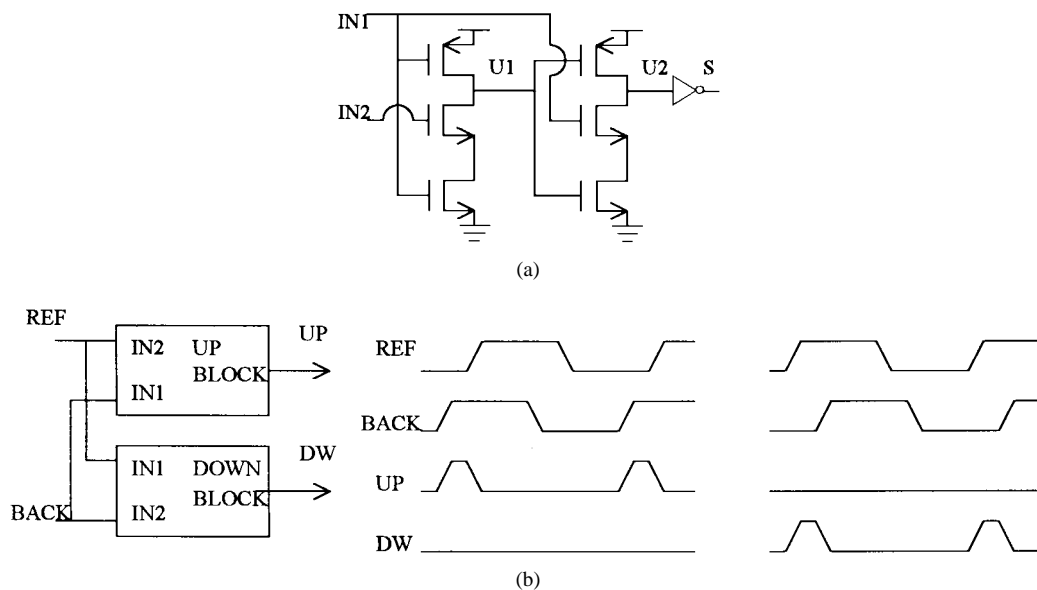 IN1
U1
U2
S
IN2
(a)
REF
UP
IN2 UP
BLOCK
IN1
DW
IN1 DOWN
BLOCK
BACK
IN2
REF
BACK
UP
DW
(b)